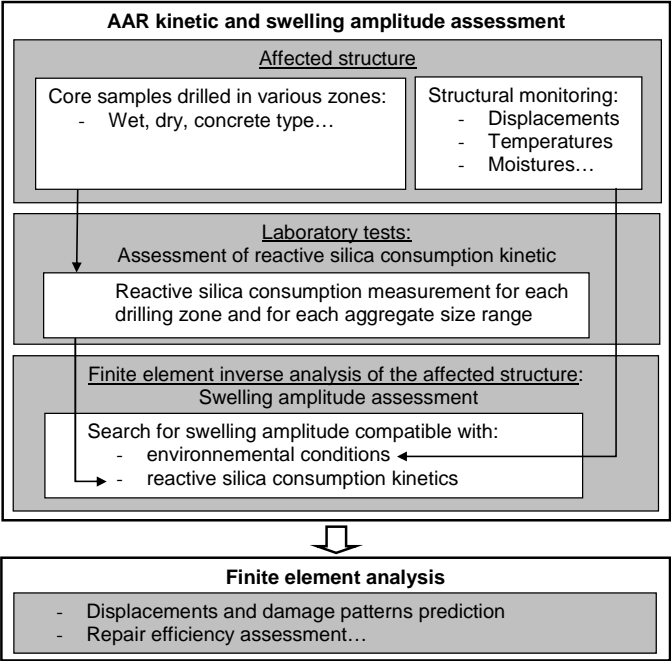 AAR kinetic and swelling amplitude assessment
Affected structure
Core samples drilled in various zones:
- Wet, dry, concrete type…
Structural monitoring:
- Displacements
- Temperatures
- Moistures…
Laboratory tests:
Assessment of reactive silica consumption kinetic
Reactive silica consumption measurement for each
drilling zone and for each aggregate size range
Finite element inverse analysis of the affected structure:
Swelling amplitude assessment
Search for swelling amplitude compatible with:
- environnemental conditions
- reactive silica consumption kinetics
Finite element analysis
- Displacements and damage patterns prediction
- Repair efficiency assessment…